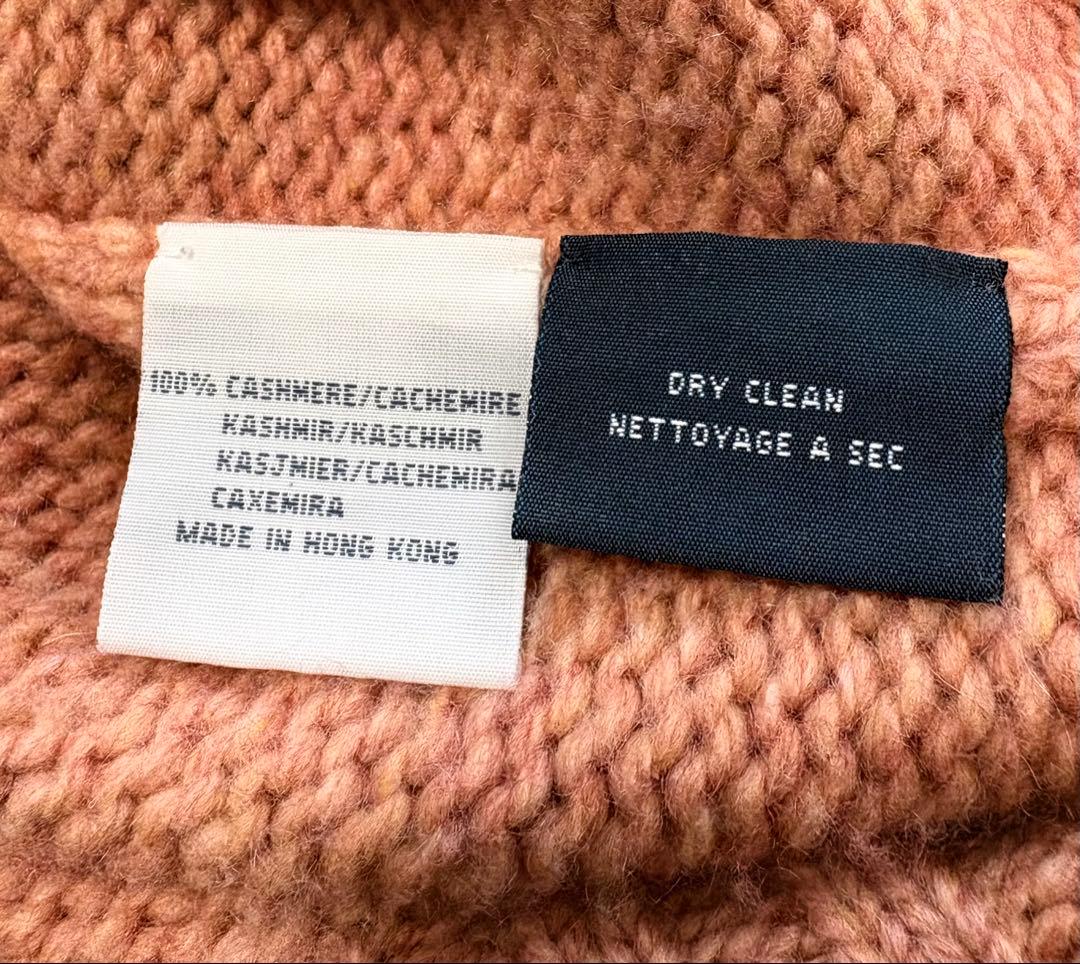 100% CASHMERE/CACHEMIRE
KASHMIR/KASCHMIR
KASJMIER/CACHEMIRA
CAXEMIRA
MADE IN HONG KONG
DRY CLEAN
NETTOYAGE A SEC